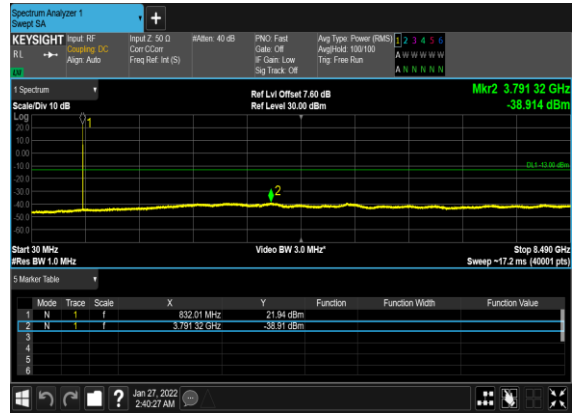 Spectrum Analyzer 1
Swept SA
KEYSIGHT Input: RF Input Z: 50 Ω #Atten: 40 dB PNO: Fast Avg Type: Power (RMS) 1 2 3 4 5 6
RL Coupling: DC Corr CCorr Gate: Off Avg|Hold: 100/100 A W W W W W
Align: Auto Freq Ref: Int (S) IF Gain: Low Trig: Free Run
Sig Track: Off A N N N N N
1 Spectrum Ref Lvl Offset 7.60 dB Mkr2 3.791 32 GHz
Scale/Div 10 dB Ref Level 30.00 dBm -38.914 dBm
Log
20.0
10.0
0.00
-10.0
-20.0
-30.0
-40.0
-50.0
-60.0
1
DL1 -13.00 dBm
2
Start 30 MHz Video BW 3.0 MHz* Stop 8.490 GHz
#Res BW 1.0 MHz Sweep ~17.2 ms (40001 pts)
5 Marker Table
Mode Trace Scale X Y Function Function Width Function Value
1 N 1 f 832.01 MHz 21.94 dBm
2 N 1 f 3.791 32 GHz -38.91 dBm
3
4
5
6
? Jan 27, 2022
2:40:27 AM